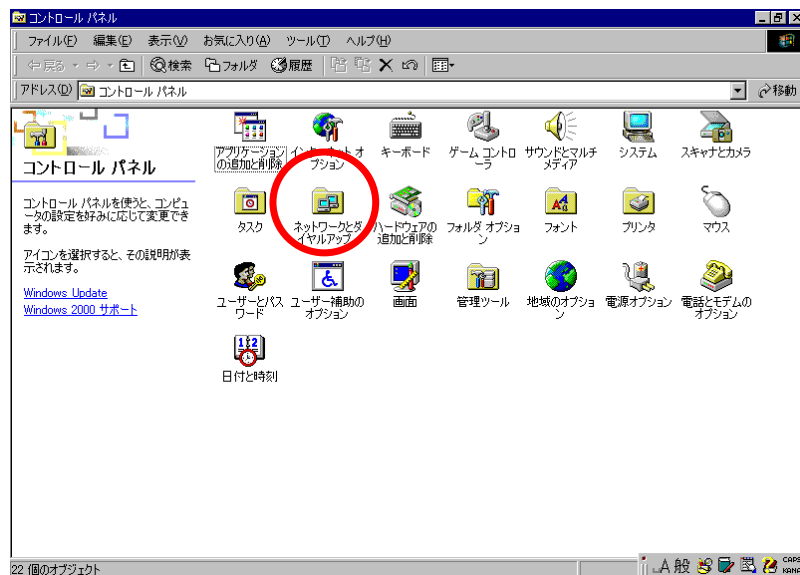 コントロール パネル
ファイル(F) 編集(E) 表示(V) お気に入り(A) ツール(T) ヘルプ(H)
戻る 検索 フォルダ 履歴
アドレス(D) コントロール パネル 移動
コントロール パネル
コントロール パネルを使うと、コンピュ
ータの設定を好みに応じて変更でき
ます。
アイコンを選択すると、その説明が表
示されます。
Windows Update
Windows 2000 サポート
アプリケーション
の追加と削除
インターネット オ
プション
キーボード
ゲーム コントロ
ーラ
サウンドとマルチ
メディア
システム
スキャナとカメラ
タスク
ネットワークとダ
イヤルアップ
ハードウェアの
追加と削除
フォルダ オプショ
ン
フォント
プリンタ
マウス
ユーザーとパス
ワード
ユーザー補助の
オプション
画面
管理ツール
地域のオプショ
ン
電源オプション
電話とモデムの
オプション
日付と時刻
22 個のオブジェクト
A 般
CAPS
KANA